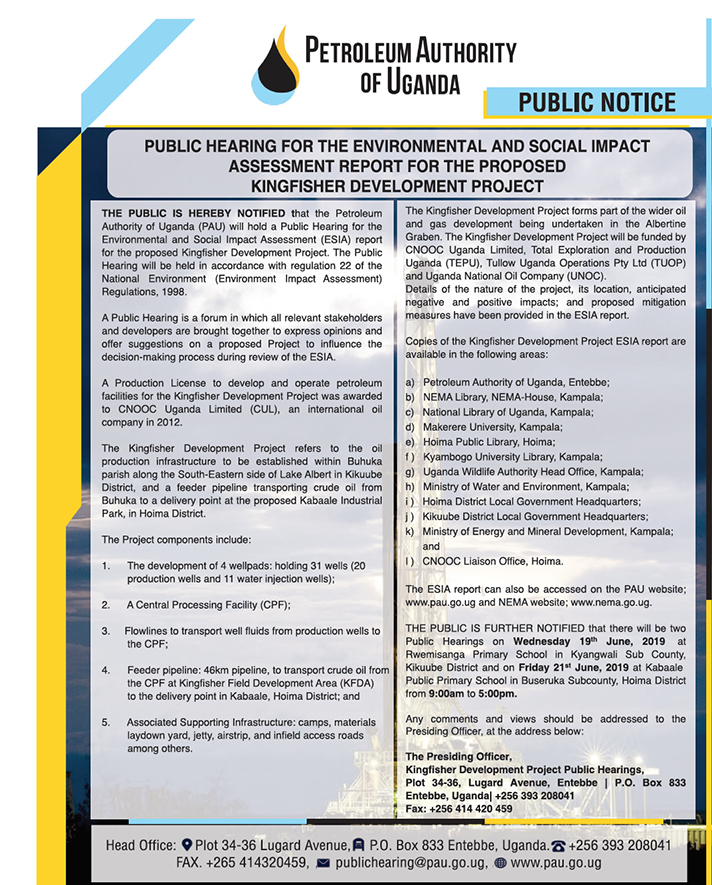 PETROLEUM AUTHORITY
OF UGANDA
PUBLIC NOTICE
PUBLIC HEARING FOR THE ENVIRONMENTAL AND SOCIAL IMPACT
ASSESSMENT REPORT FOR THE PROPOSED
KINGFISHER DEVELOPMENT PROJECT
THE PUBLIC IS HEREBY NOTIFIED that the Petroleum
Authority of Uganda (PAU) will hold a Public Hearing for the
Environmental and Social Impact Assessment (ESIA) report
for the proposed Kingfisher Development Project. The Public
Hearing will be held in accordance with regulation 22 of the
National Environment (Environment Impact Assessment)
Regulations, 1998.
A Public Hearing is a forum in which all relevant stakeholders
and developers are brought together to express opinions and
offer suggestions on a proposed Project to influence the
decision-making process during review of the ESIA.
A Production License to develop and operate petroleum
facilities for the Kingfisher Development Project was awarded
to CNOOC Uganda Limited (CUL), an international oil
company in 2012.
The Kingfisher Development Project refers to the oil
production infrastructure to be established within Buhuka
parish along the South-Eastern side of Lake Albert in Kikuube
District, and a feeder pipeline transporting crude oil from
Buhuka to a delivery point at the proposed Kabaale Industrial
Park, in Hoima District.
The Project components include:
1. The development of 4 wellpads: holding 31 wells (20
production wells and 11 water injection wells);
2. A Central Processing Facility (CPF);
3. Flowlines to transport well fluids from production wells to
the CPF;
4. Feeder pipeline: 46km pipeline, to transport crude oil from
the CPF at Kingfisher Field Development Area (KFDA)
to the delivery point in Kabaale, Hoima District; and
5. Associated Supporting Infrastructure: camps, materials
laydown yard, jetty, airstrip, and infield access roads
among others.
The Kingfisher Development Project forms part of the wider oil
and gas development being undertaken in the Albertine
Graben. The Kingfisher Development Project will be funded by
CNOOC Uganda Limited, Total Exploration and Production
Uganda (TEPU), Tullow Uganda Operations Pty Ltd (TUOP)
and Uganda National Oil Company (UNOC).
Details of the nature of the project, its location, anticipated
negative and positive impacts; and proposed mitigation
measures have been provided in the ESIA report.
Copies of the Kingfisher Development Project ESIA report are
available in the following areas:
a) Petroleum Authority of Uganda, Entebbe;
b) NEMA Library, NEMA-House, Kampala;
c) National Library of Uganda, Kampala;
d) Makerere University, Kampala;
e) Hoima Public Library, Hoima;
f) Kyambogo University Library, Kampala;
g) Uganda Wildlife Authority Head Office, Kampala;
h) Ministry of Water and Environment, Kampala;
i) Hoima District Local Government Headquarters;
j) Kikuube District Local Government Headquarters;
k) Ministry of Energy and Mineral Development, Kampala;
and
l) CNOOC Liaison Office, Hoima.
The ESIA report can also be accessed on the PAU website;
www.pau.go.ug and NEMA website; www.nema.go.ug.
THE PUBLIC IS FURTHER NOTIFIED that there will be two
Public Hearings on Wednesday 19th June, 2019 at
Rwemisanga Primary School in Kyangwali Sub County,
Kikuube District and on Friday 21st June, 2019 at Kabaale
Public Primary School in Buseruka Subcounty, Hoima District
from 9:00am to 5:00pm.
Any comments and views should be addressed to the
Presiding Officer, at the address below:
The Presiding Officer,
Kingfisher Development Project Public Hearings,
Plot 34-36, Lugard Avenue, Entebbe | P.O. Box 833
Entebbe, Uganda| +256 393 208041
Fax: +256 414 420 459
Head Office: Plot 34-36 Lugard Avenue, P.O. Box 833 Entebbe, Uganda. +256 393 208041
FAX. +265 414320459, publichearing@pau.go.ug, www.pau.go.ug